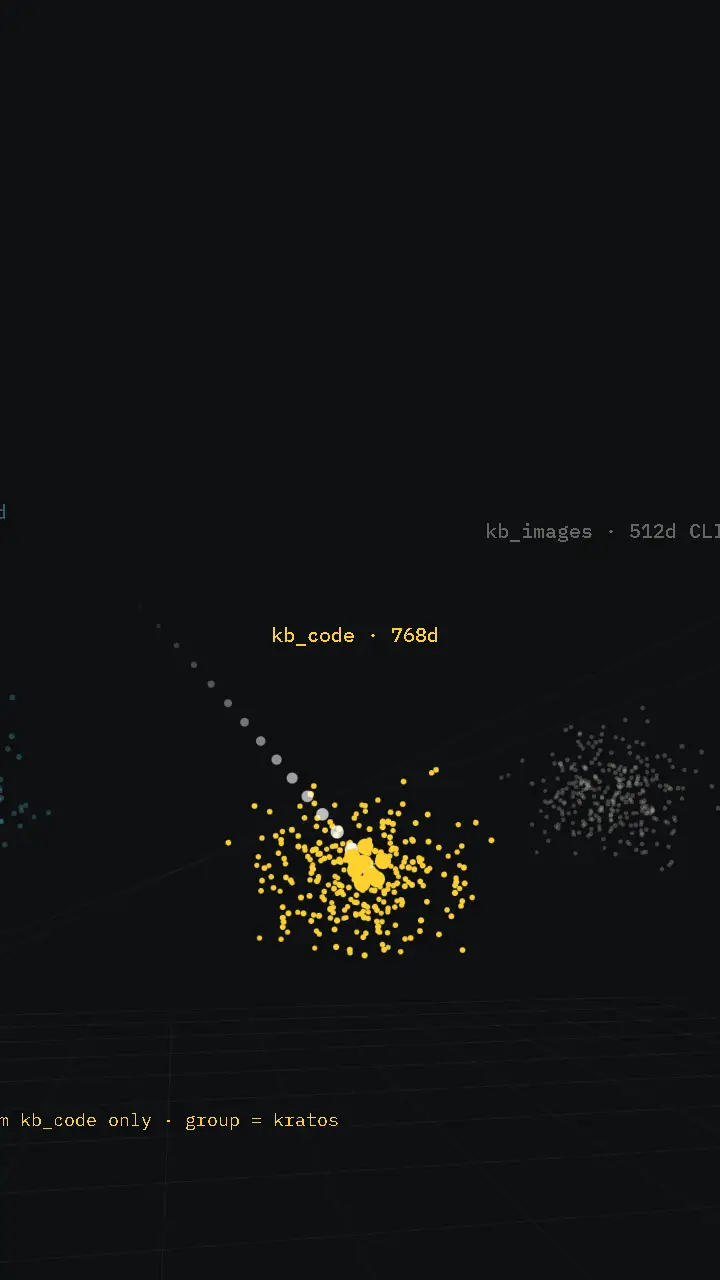 d
kb_images · 512d CLI
kb_code · 768d
m kb_code only · group = kratos